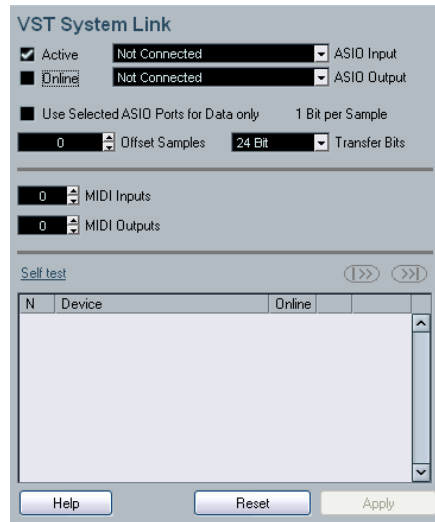 VST System Link
Active Not Connected ASIO Input
Online Not Connected ASIO Output
Use Selected ASIO Ports for Data only 1 Bit per Sample
0 Offset Samples 24 Bit Transfer Bits
0 MIDI Inputs
0 MIDI Outputs
Self test
N Device Online
Help Reset Apply